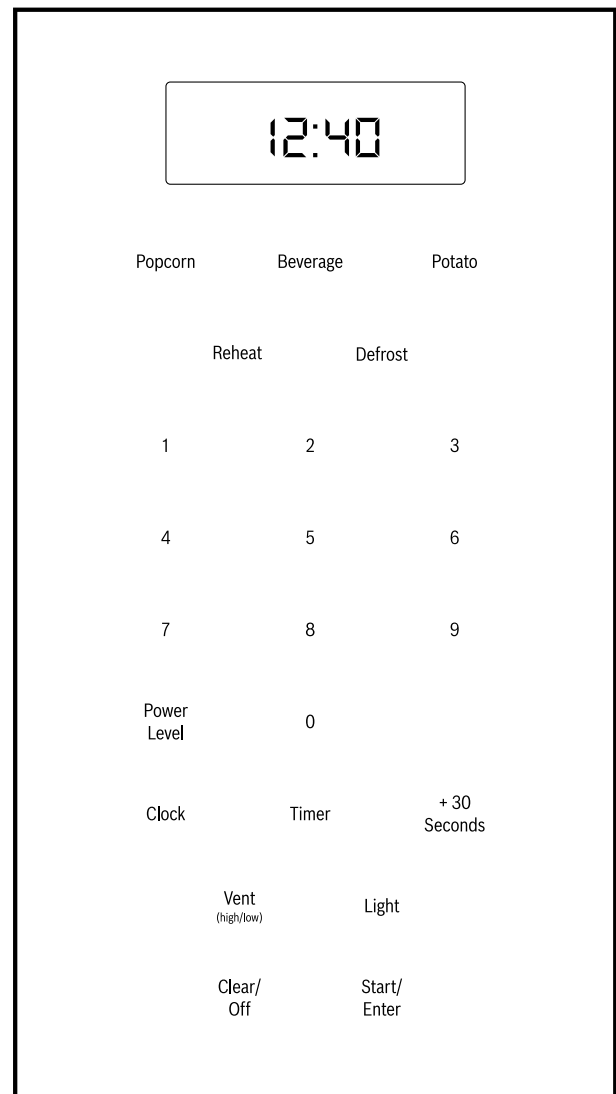 12:40
Popcorn Beverage Potato
Reheat Defrost
1 2 3
4 5 6
7 8 9
Power
Level
0
Clock Timer
+ 30
Seconds
Vent
(high/low)
Light
Clear/
Off
Start/
Enter